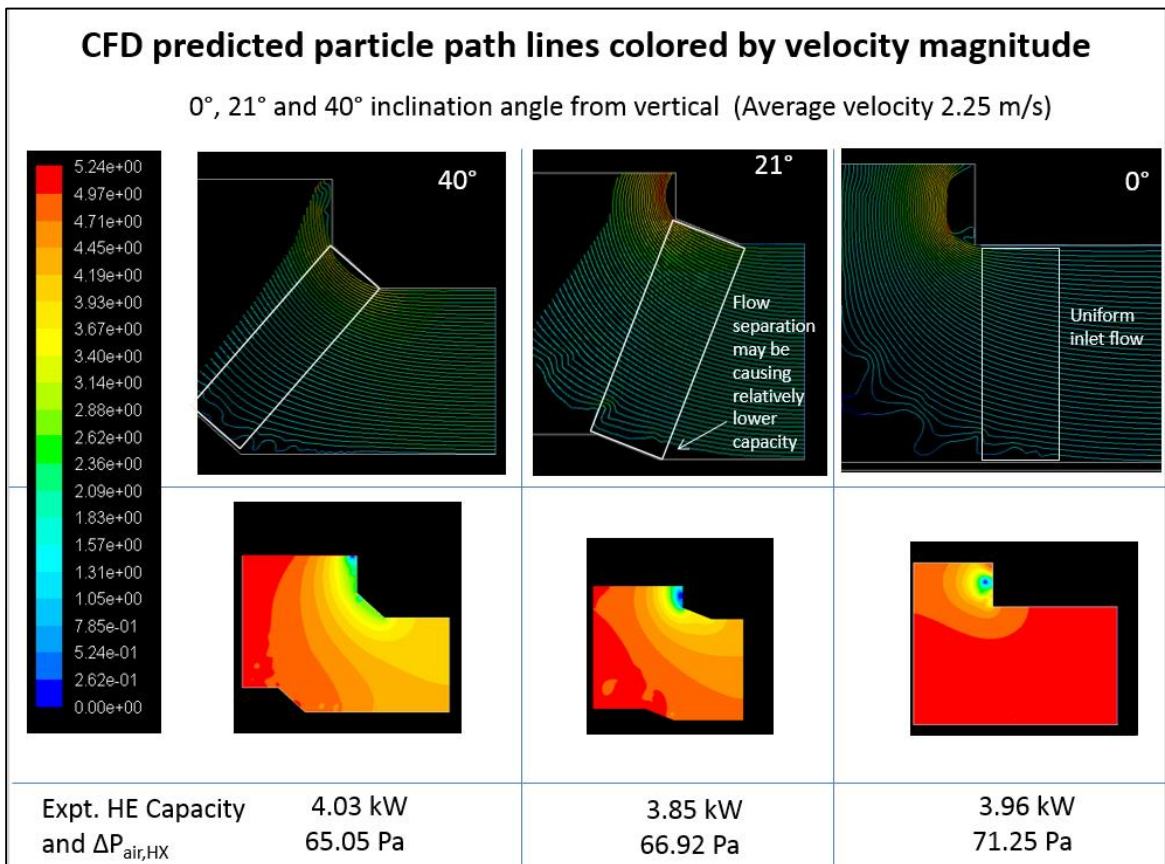 CFD predicted particle path lines colored by velocity magnitude
0°, 21° and 40° inclination angle from vertical (Average velocity 2.25 m/s)
5.24e+00
4.97e+00
4.71e+00
4.45e+00
4.19e+00
3.93e+00
3.67e+00
3.40e+00
3.14e+00
2.88e+00
2.62e+00
2.36e+00
2.09e+00
1.83e+00
1.57e+00
1.31e+00
1.05e+00
7.85e-01
5.24e-01
2.62e-01
0.00e+00
40°
21°
Flow
separation
may be
causing
relatively
lower
capacity
0°
Uniform
inlet flow
Expt. HE Capacity 4.03 kW 3.85 kW 3.96 kW
and ΔPair,HX 65.05 Pa 66.92 Pa 71.25 Pa